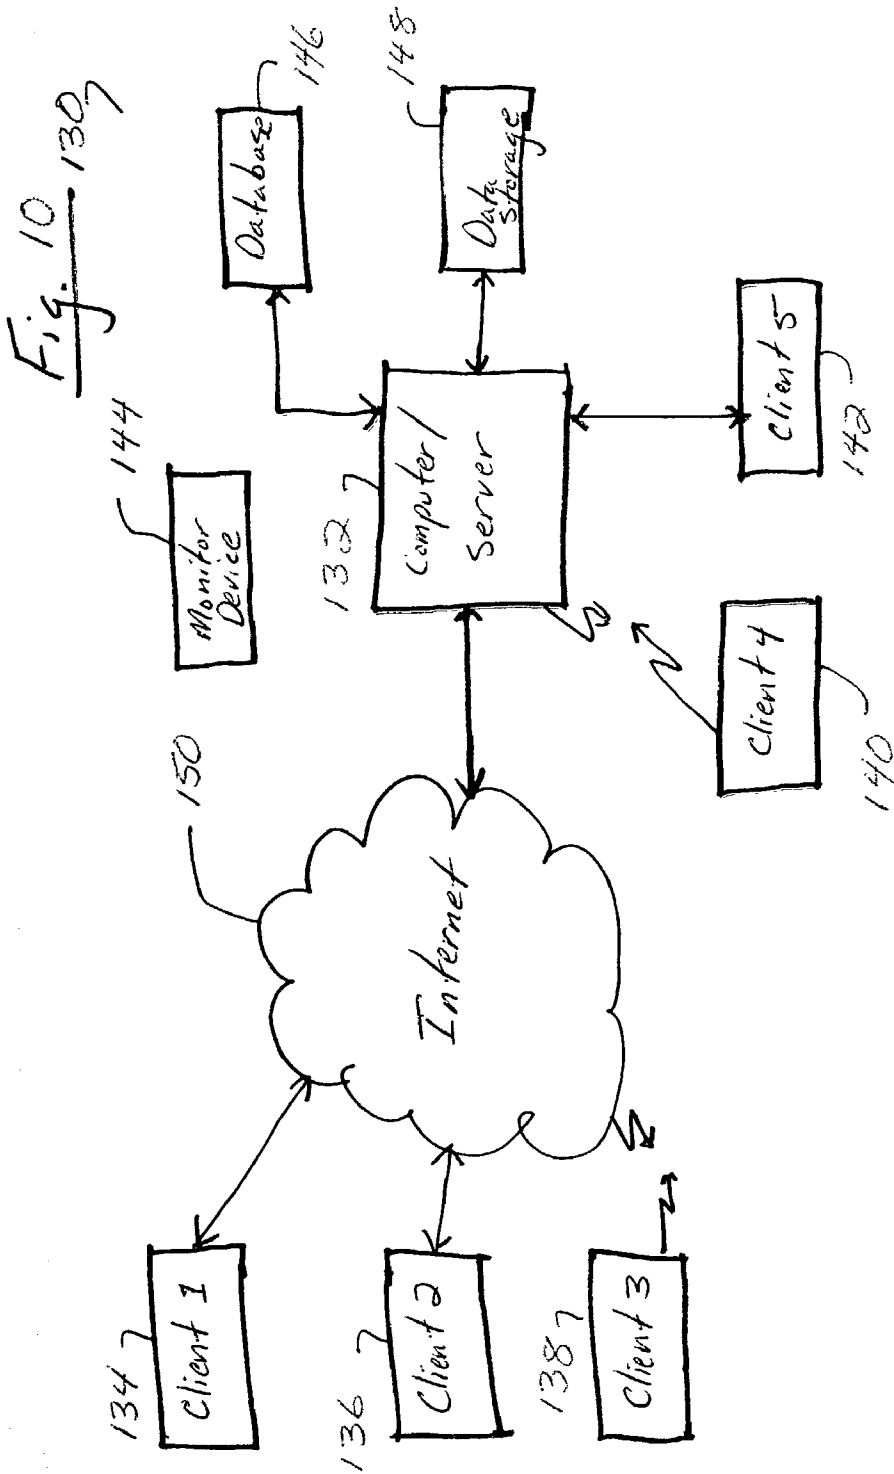 Fig. 10
130
144
Monitor
Device
146
Database
148
Data
Storage
132
Computer/
Server
150
Internet
134
Client 1
136
Client 2
138
Client 3
Client 4
140
Client 5
142